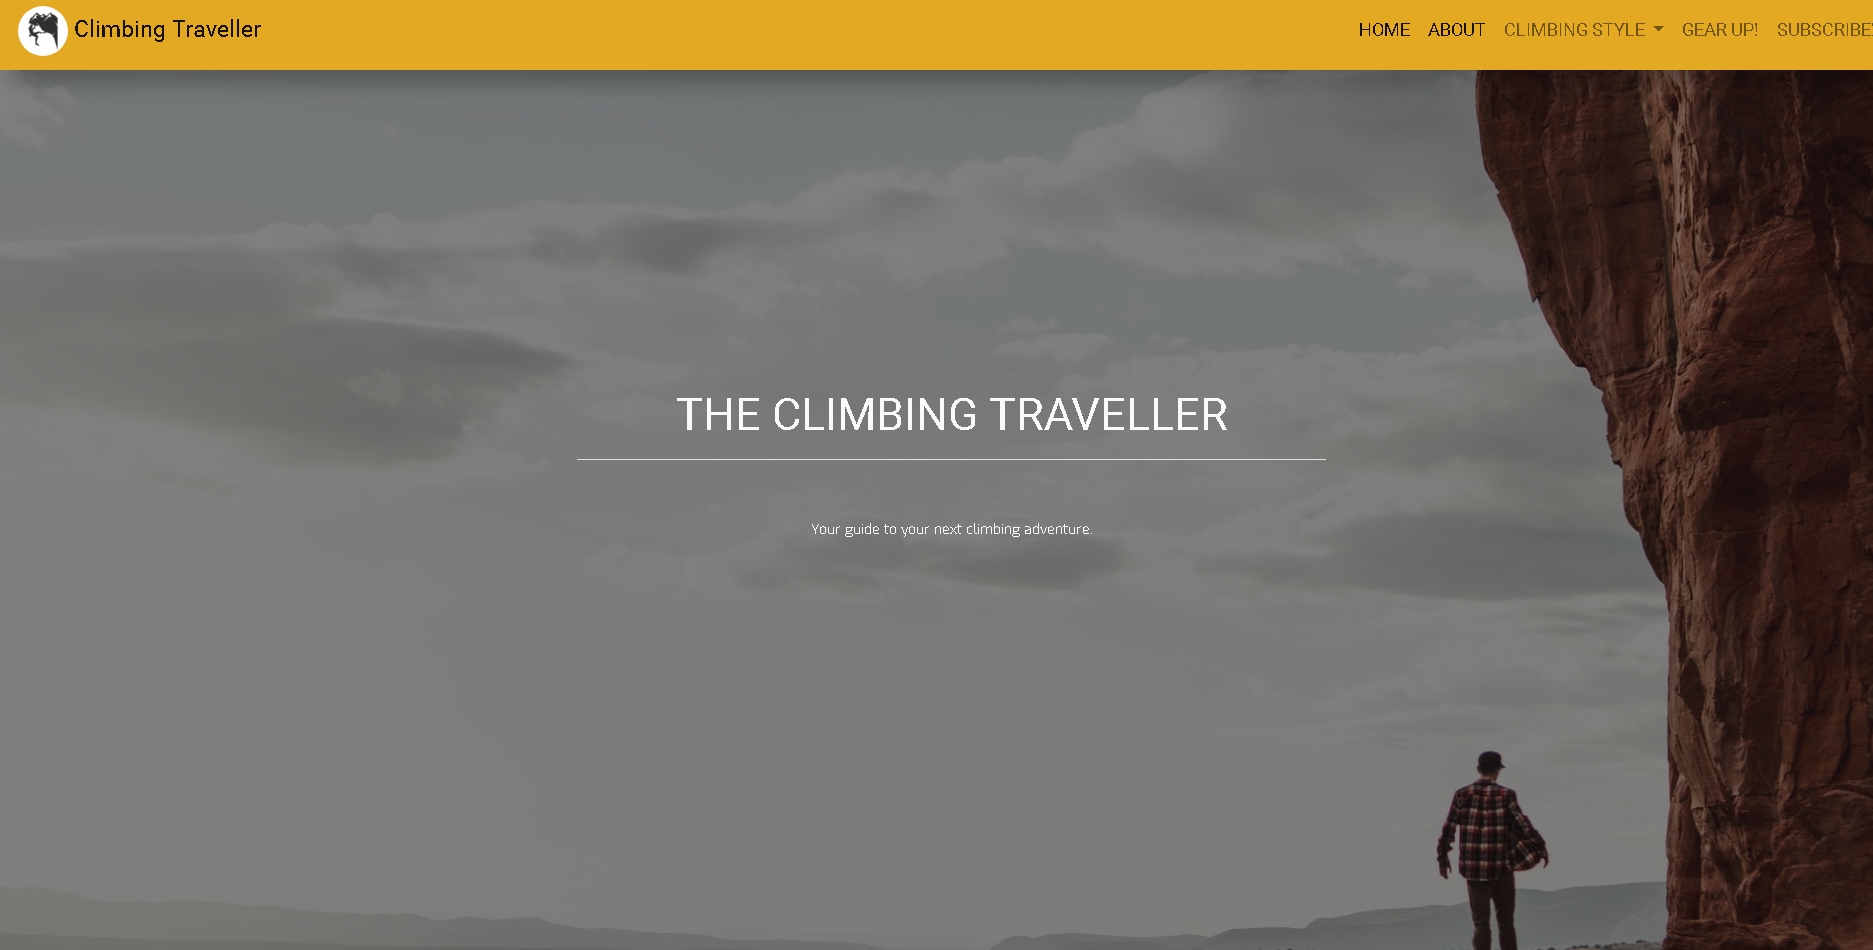 Climbing Traveller
HOME ABOUT CLIMBING STYLE GEAR UP! SUBSCRIBE
THE CLIMBING TRAVELLER
Your guide to your next climbing adventure.